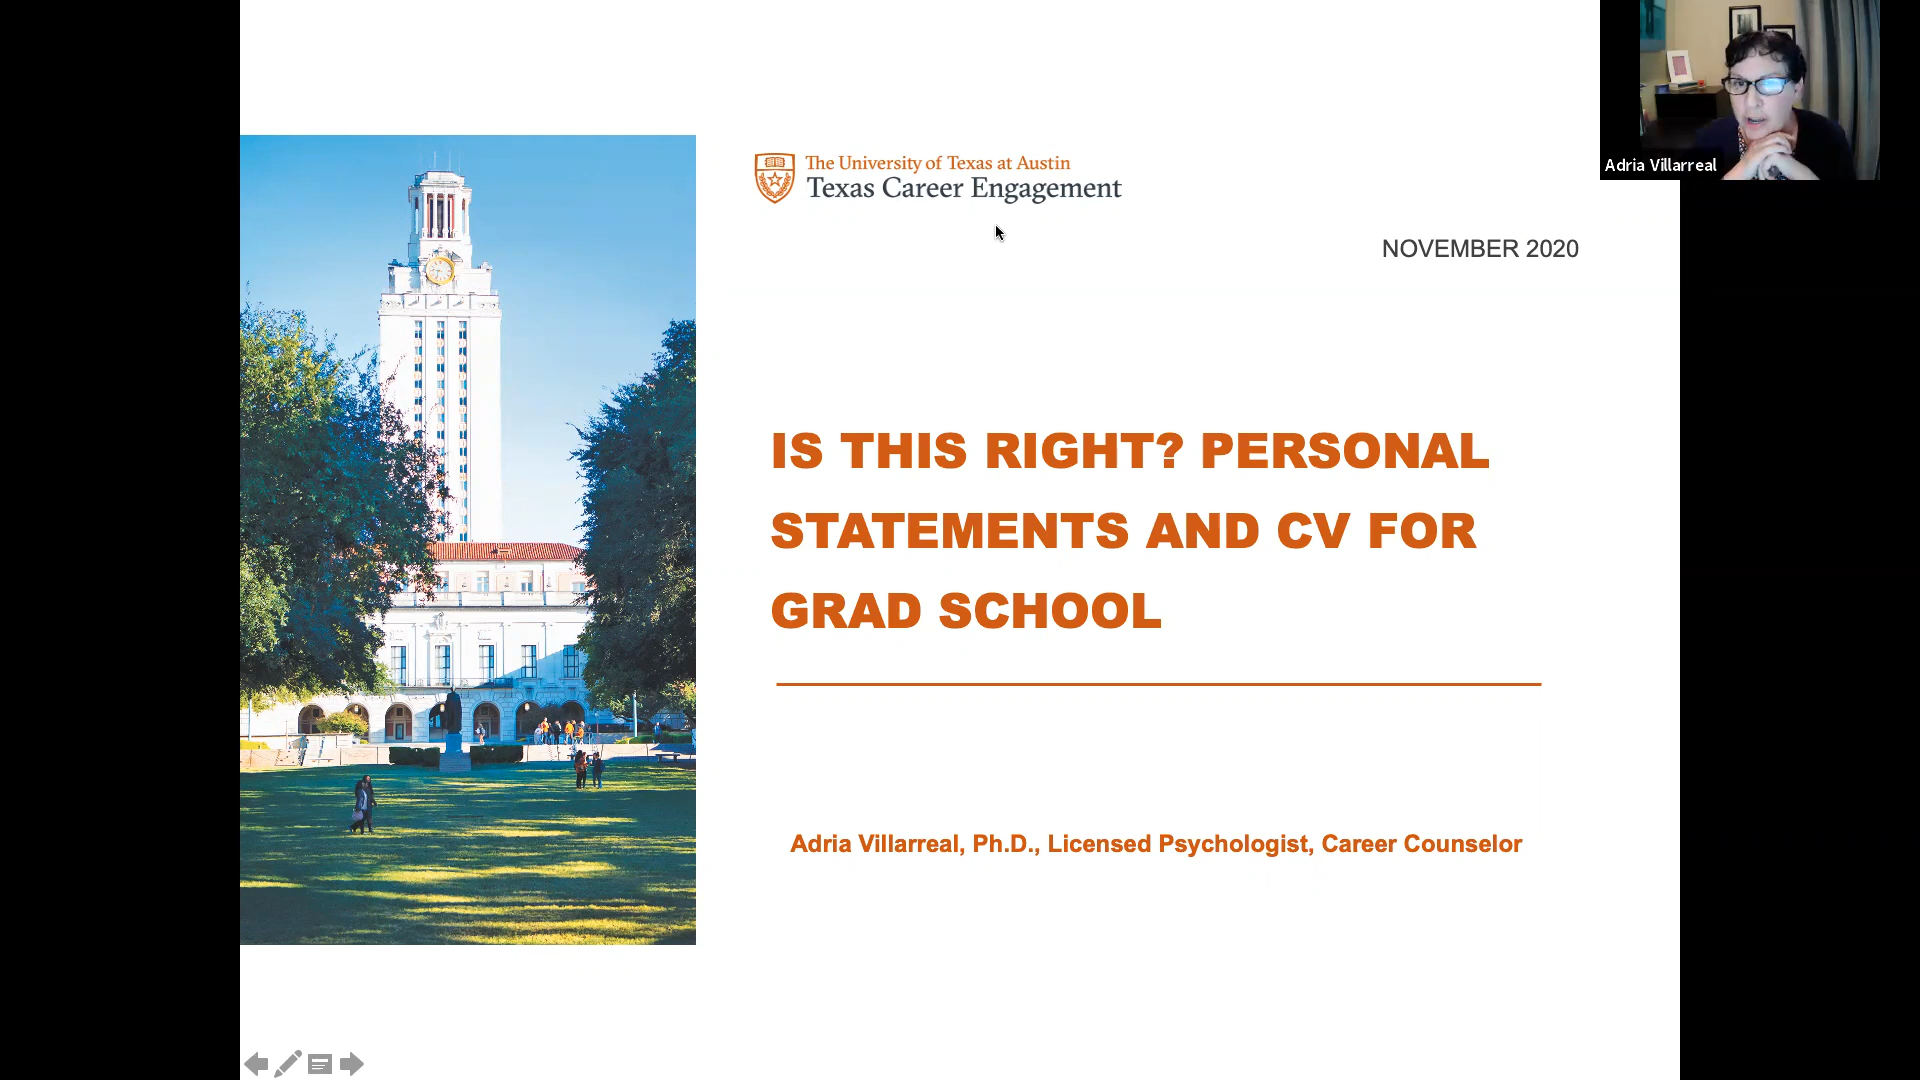 Adria Villarreal
The University of Texas at Austin
Texas Career Engagement
NOVEMBER 2020
IS THIS RIGHT? PERSONAL
STATEMENTS AND CV FOR
GRAD SCHOOL
Adria Villarreal, Ph.D., Licensed Psychologist, Career Counselor